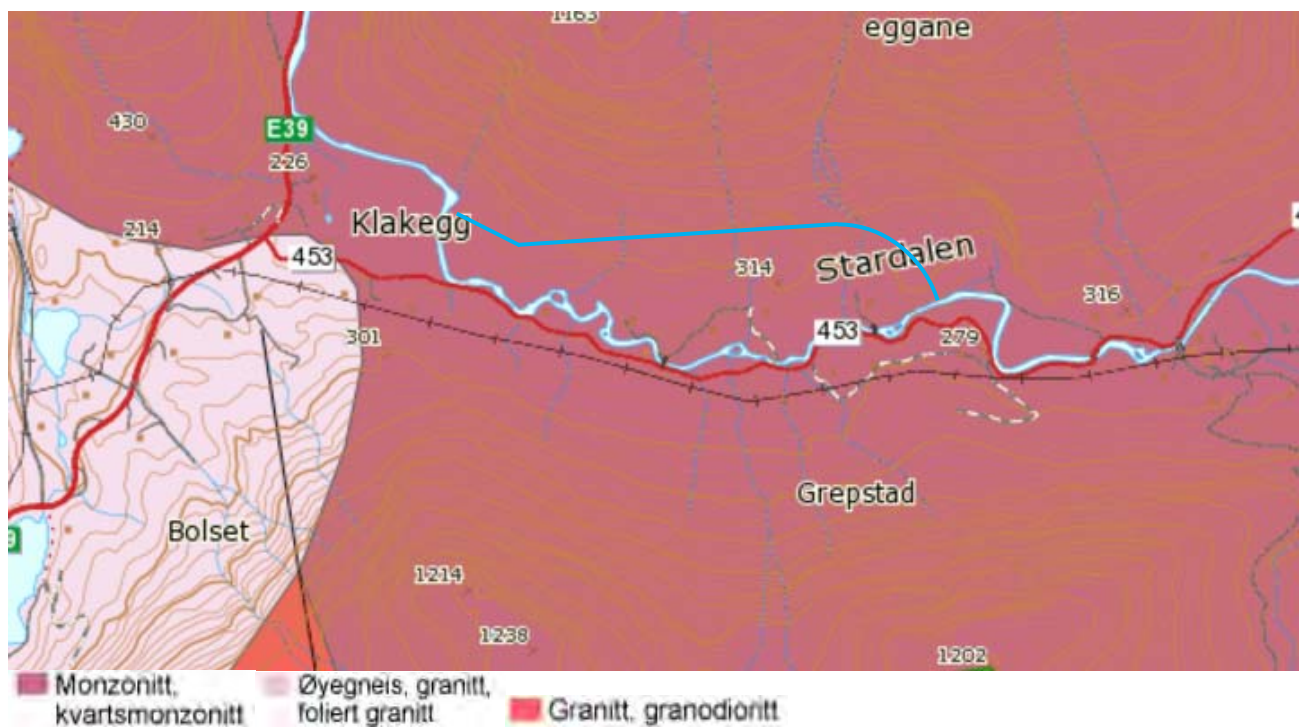 1163
eggane
430
E39
226
214
Klakegg
453
314
Stardalen
316
301
453
279
Grepstad
Bolset
1214
1238
1202
Monzonitt,
kvartsmonzonitt
Øyegneis, granitt,
foliert granitt
Granitt, granodioritt